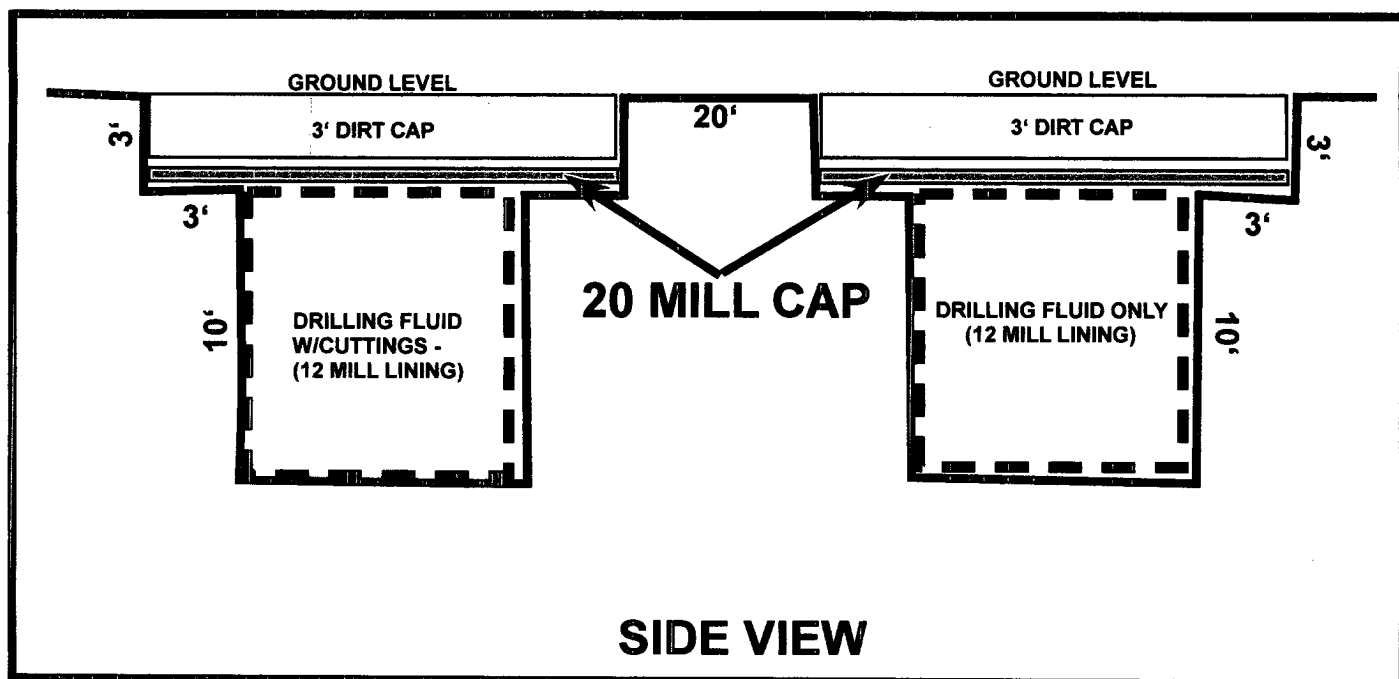 GROUND LEVEL
GROUND LEVEL
3‘ DIRT CAP
20‘
3‘ DIRT CAP
3‘
3‘
3‘
3‘
20 MILL CAP
10‘
DRILLING FLUID
W/CUTTINGS -
(12 MILL LINING)
DRILLING FLUID ONLY
(12 MILL LINING)
10‘
SIDE VIEW